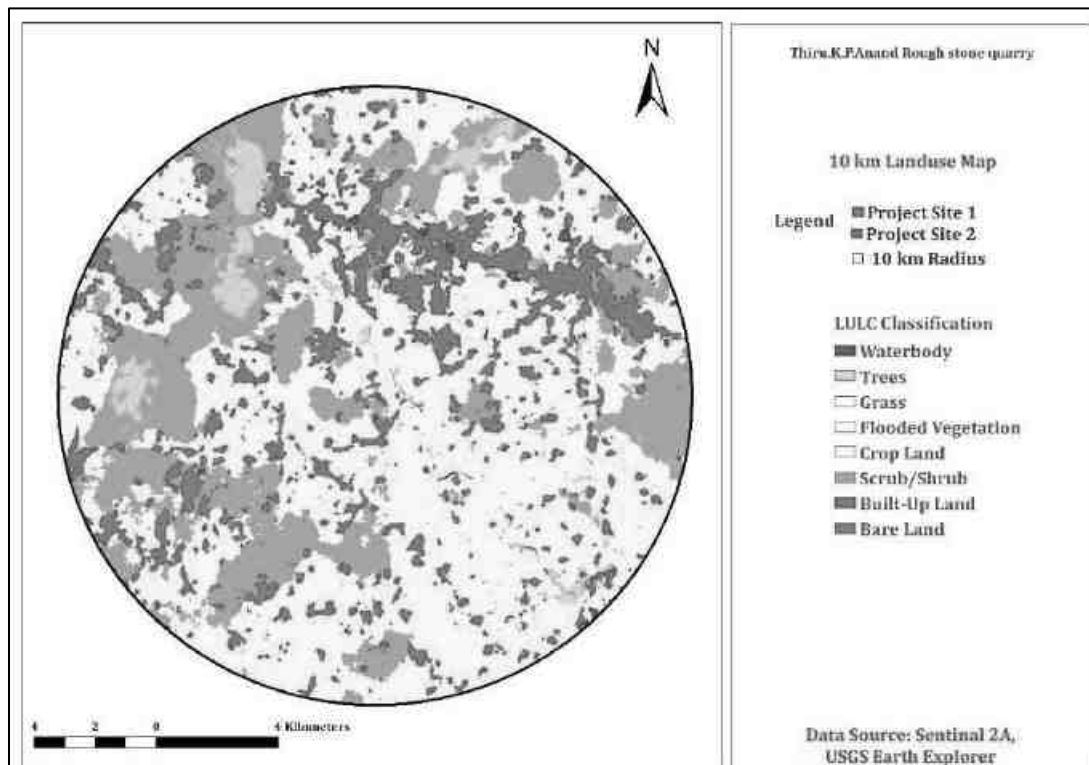 N
Thiru.K.P.Anand Rough stone quarry
10 km Landuse Map
Legend
Project Site 1
Project Site 2
10 km Radius
LULC Classification
Waterbody
Trees
Grass
Flooded Vegetation
Crop Land
Scrub/Shrub
Built-Up Land
Bare Land
4 2 0 4 Kilometers
Data Source: Sentinal 2A,
USGS Earth Explorer